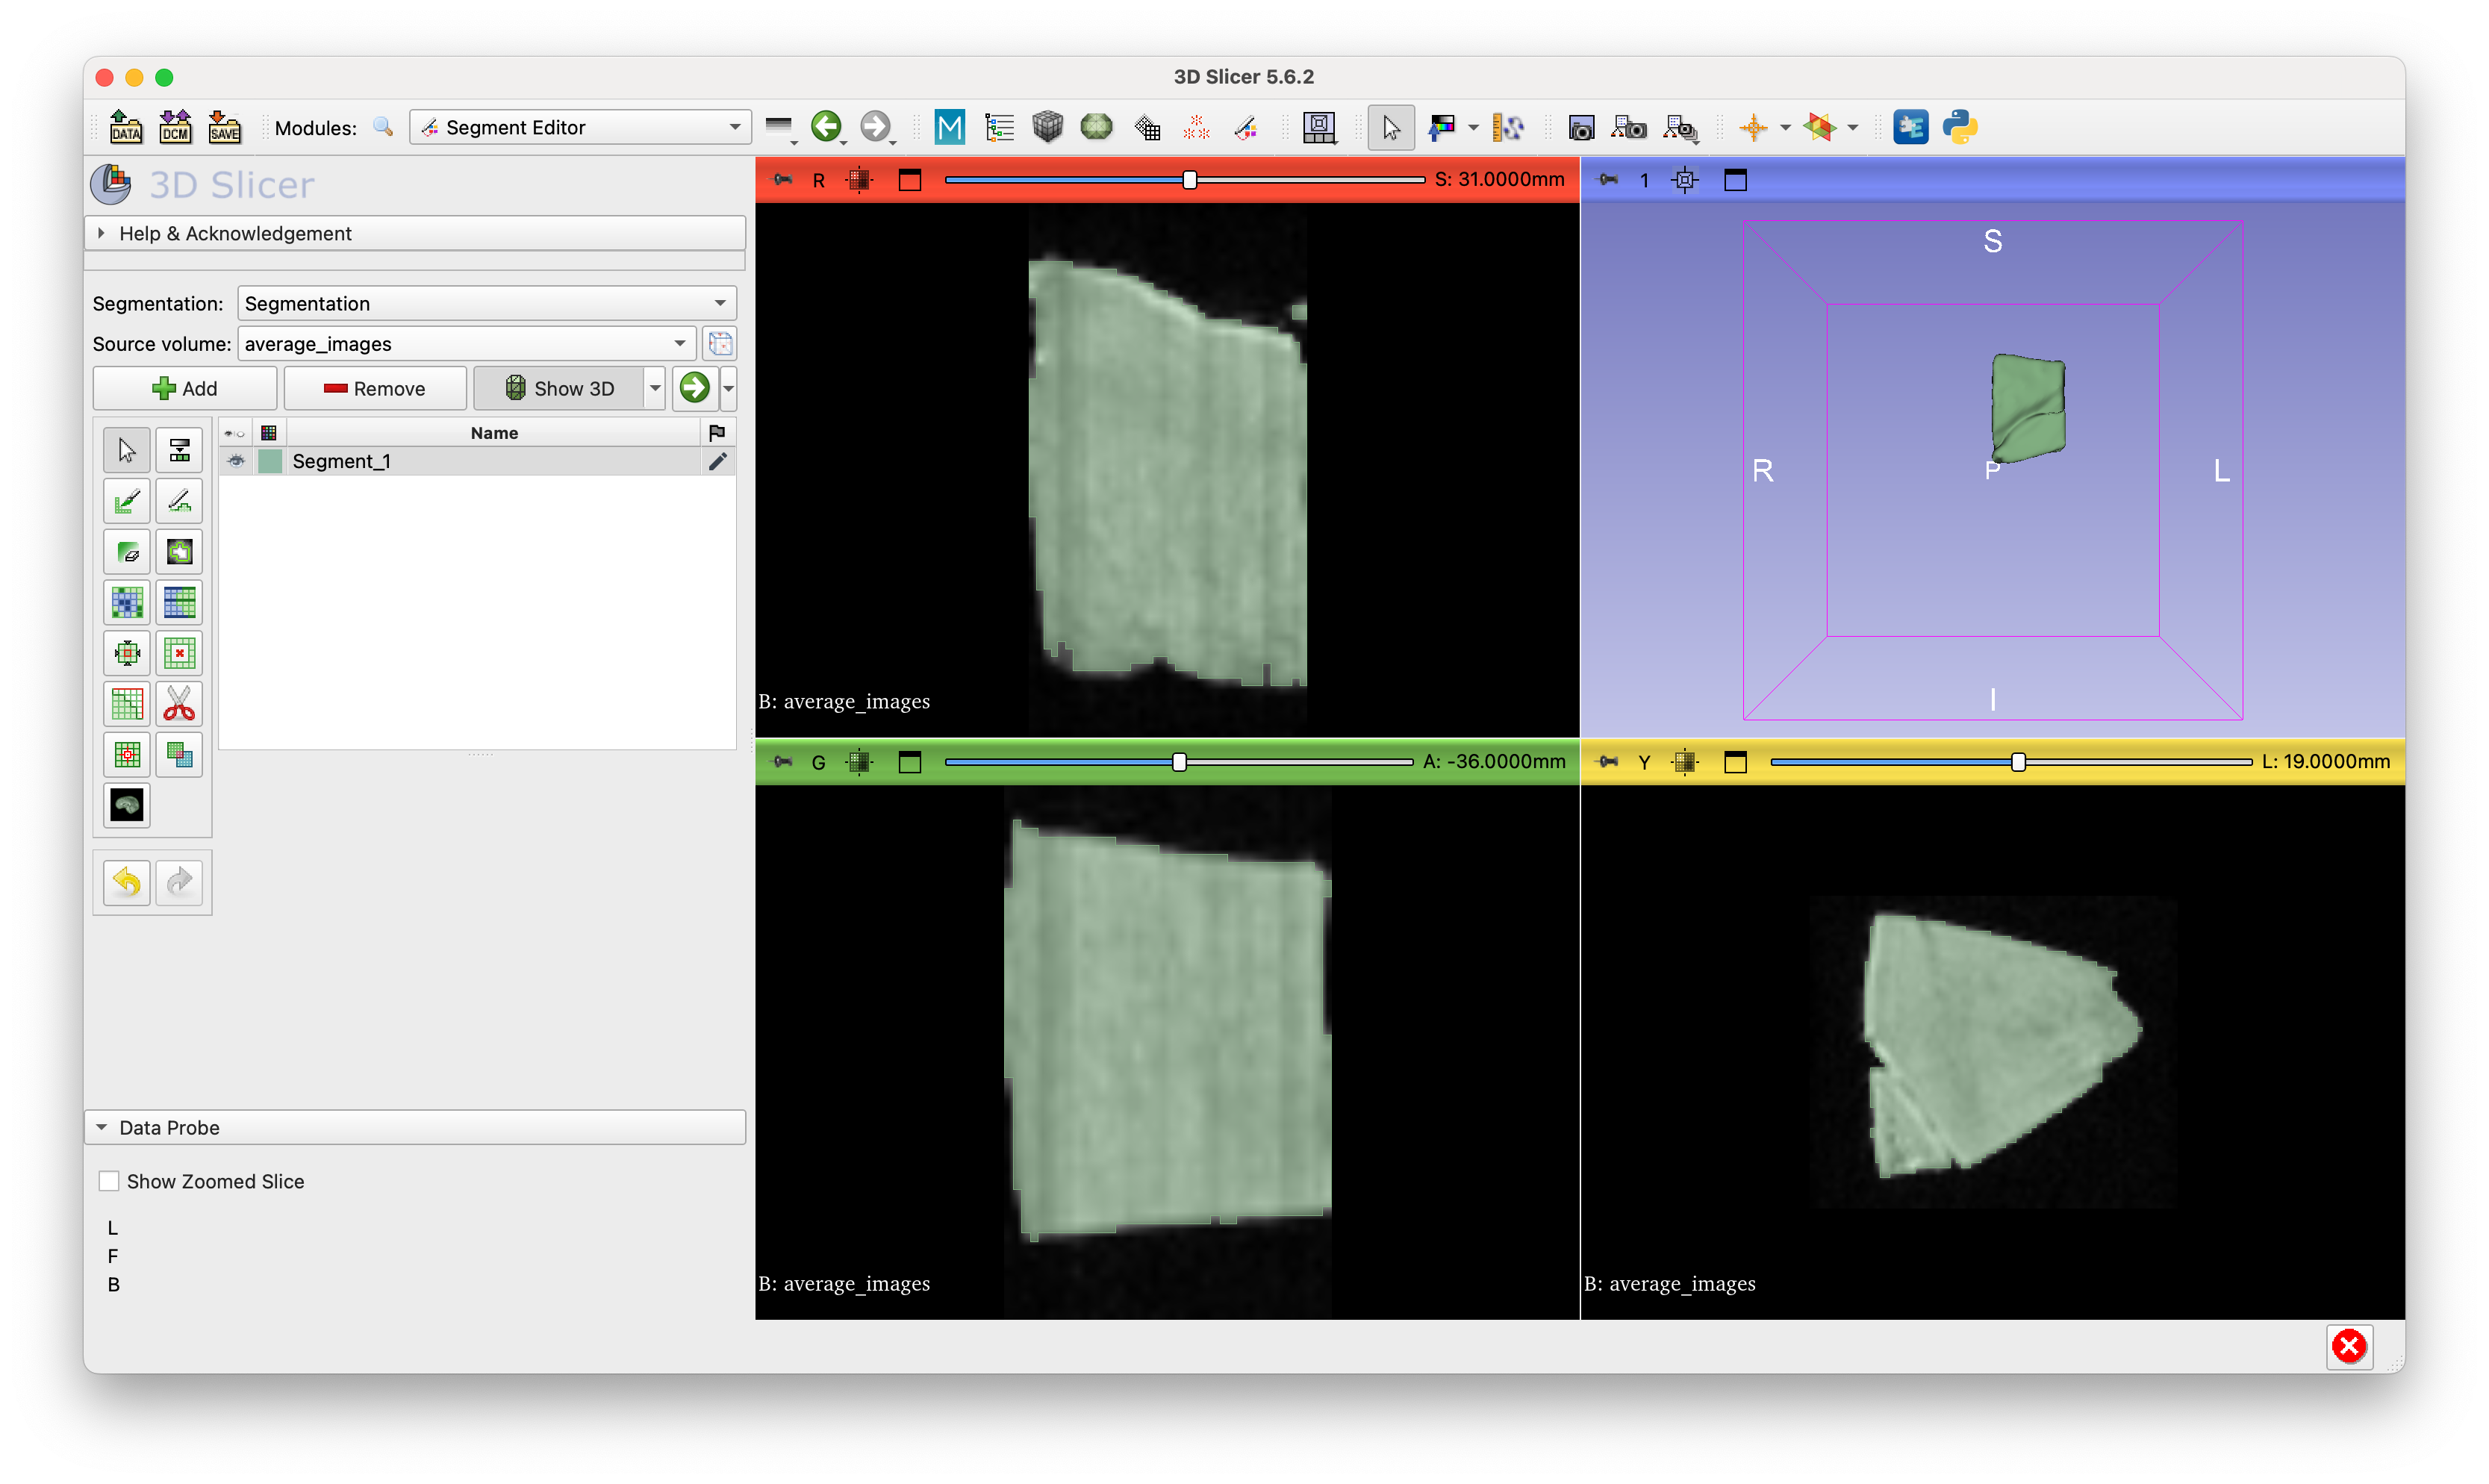 3D Slicer 5.6.2
DATA
DCM
SAVE
Modules:
Segment Editor
M
3D Slicer
Help & Acknowledgement
Segmentation:
Segmentation
Source volume:
average_images
Add
Remove
Show 3D
Name
Segment_1
Data Probe
Show Zoomed Slice
L
F
B
R
S: 31.0000mm
B: average_images
1
S
R
P
L
I
G
A: -36.0000mm
B: average_images
Y
L: 19.0000mm
B: average_images